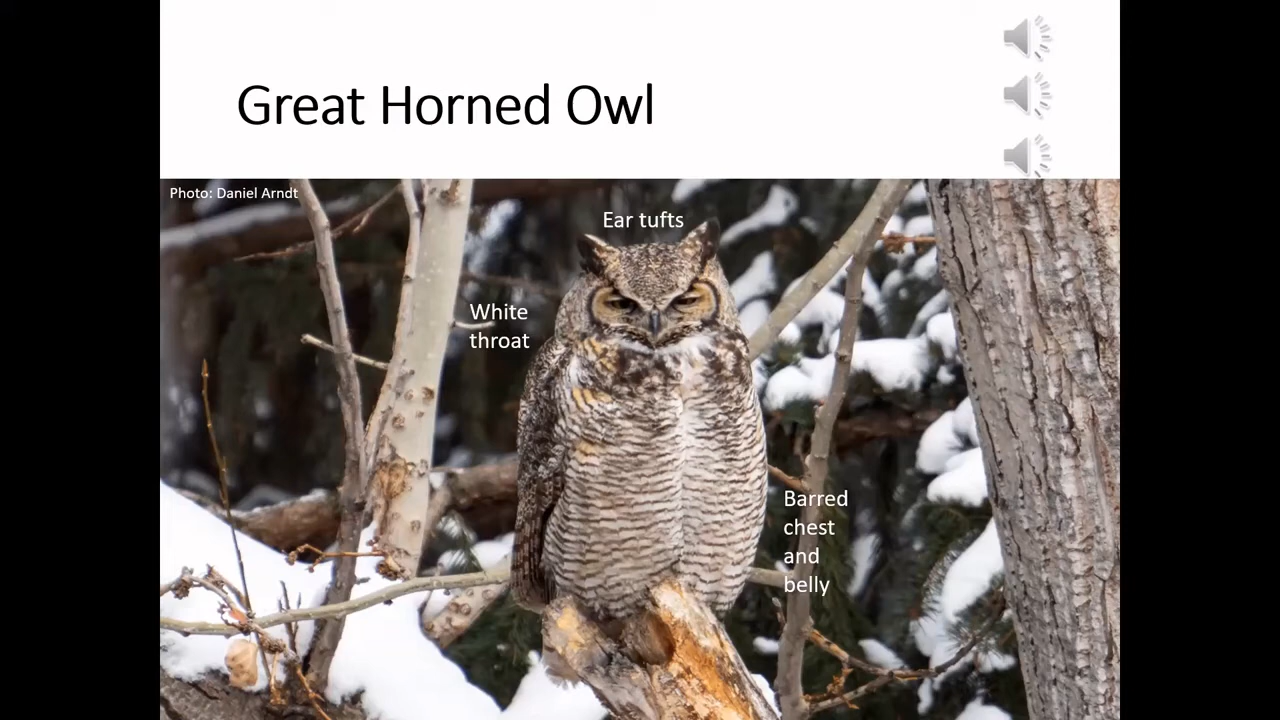 Great Horned Owl
Photo: Daniel Arndt
Ear tufts
White
throat
Barred
chest
and
belly